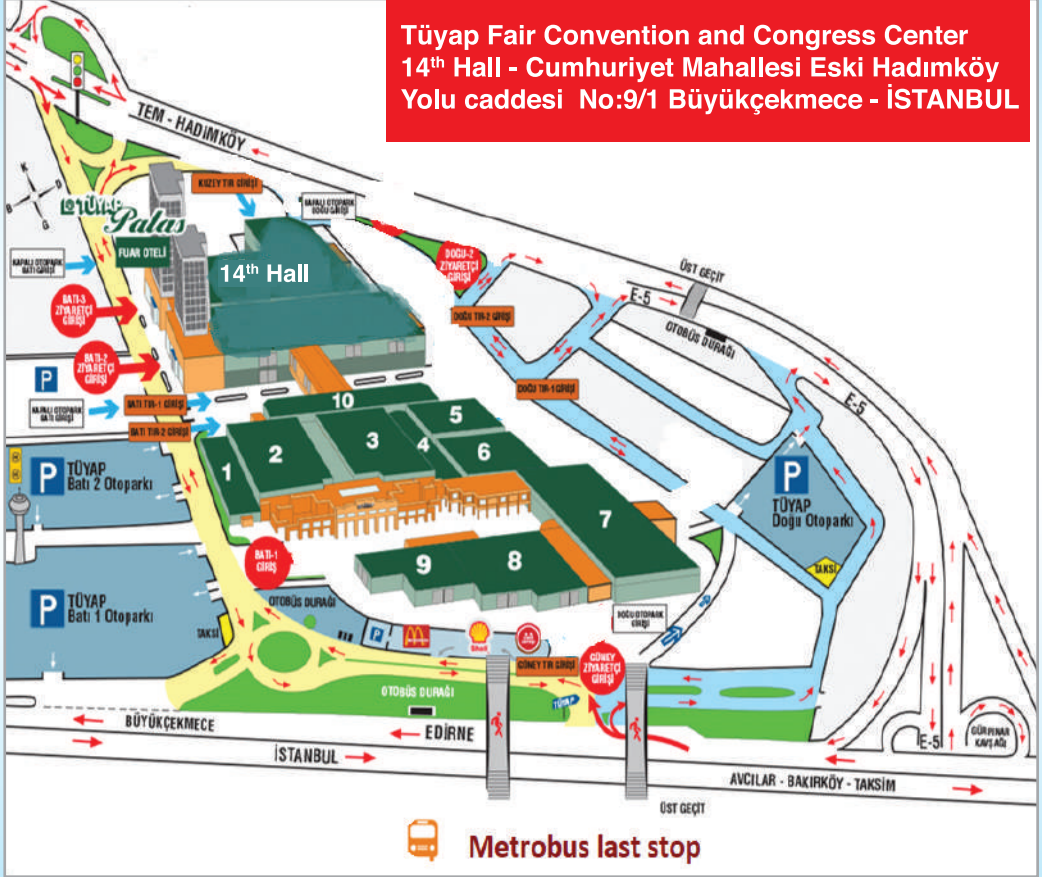 Tüyap Fair Convention and Congress Center
14th Hall - Cumhuriyet Mahallesi Eski Hadımköy
Yolu caddesi No:9/1 Büyükçekmece - İSTANBUL
TEM - HADIMKÖY
K
B
D
G
TÜYAP
Palas
FUAR OTELİ
KUZEY TIR GİRİŞİ
KAPALI OTOPARK
DOĞU GİRİŞİ
KAPALI OTOPARK
BATI GİRİŞİ
14th Hall
DOĞU-2
ZİYARETÇİ
GİRİŞİ
ÜST GEÇİT
E-5
OTOBÜS DURAĞI
BATI-3
ZİYARETÇİ
GİRİŞİ
DOĞU TIR-2 GİRİŞİ
BATI-2
ZİYARETÇİ
GİRİŞİ
P
DOĞU TIR-1 GİRİŞİ
E-5
KAPALI OTOPARK
BATI GİRİŞİ
BATI TIR-1 GİRİŞİ
BATI TIR-2 GİRİŞİ
10
5
3
4
2
6
1
7
9
8
P
TÜYAP
Batı 2 Otoparkı
P
TÜYAP
Doğu Otoparkı
TAKSİ
BATI-1
GİRİŞ
P
TÜYAP
Batı 1 Otoparkı
TAKSİ
OTOBÜS DURAĞI
P
Shell
DOĞU OTOPARK
GİRİŞİ
GÜNEY TIR GİRİŞİ
GÜNEY
ZİYARETÇİ
GİRİŞİ
OTOBÜS DURAĞI
TÜYAP
BÜYÜKÇEKMECE
EDİRNE
İSTANBUL
E-5
GÜRPINAR
KAVŞAĞI
AVCILAR - BAKIRKÖY - TAKSİM
ÜST GEÇİT
Metrobus last stop